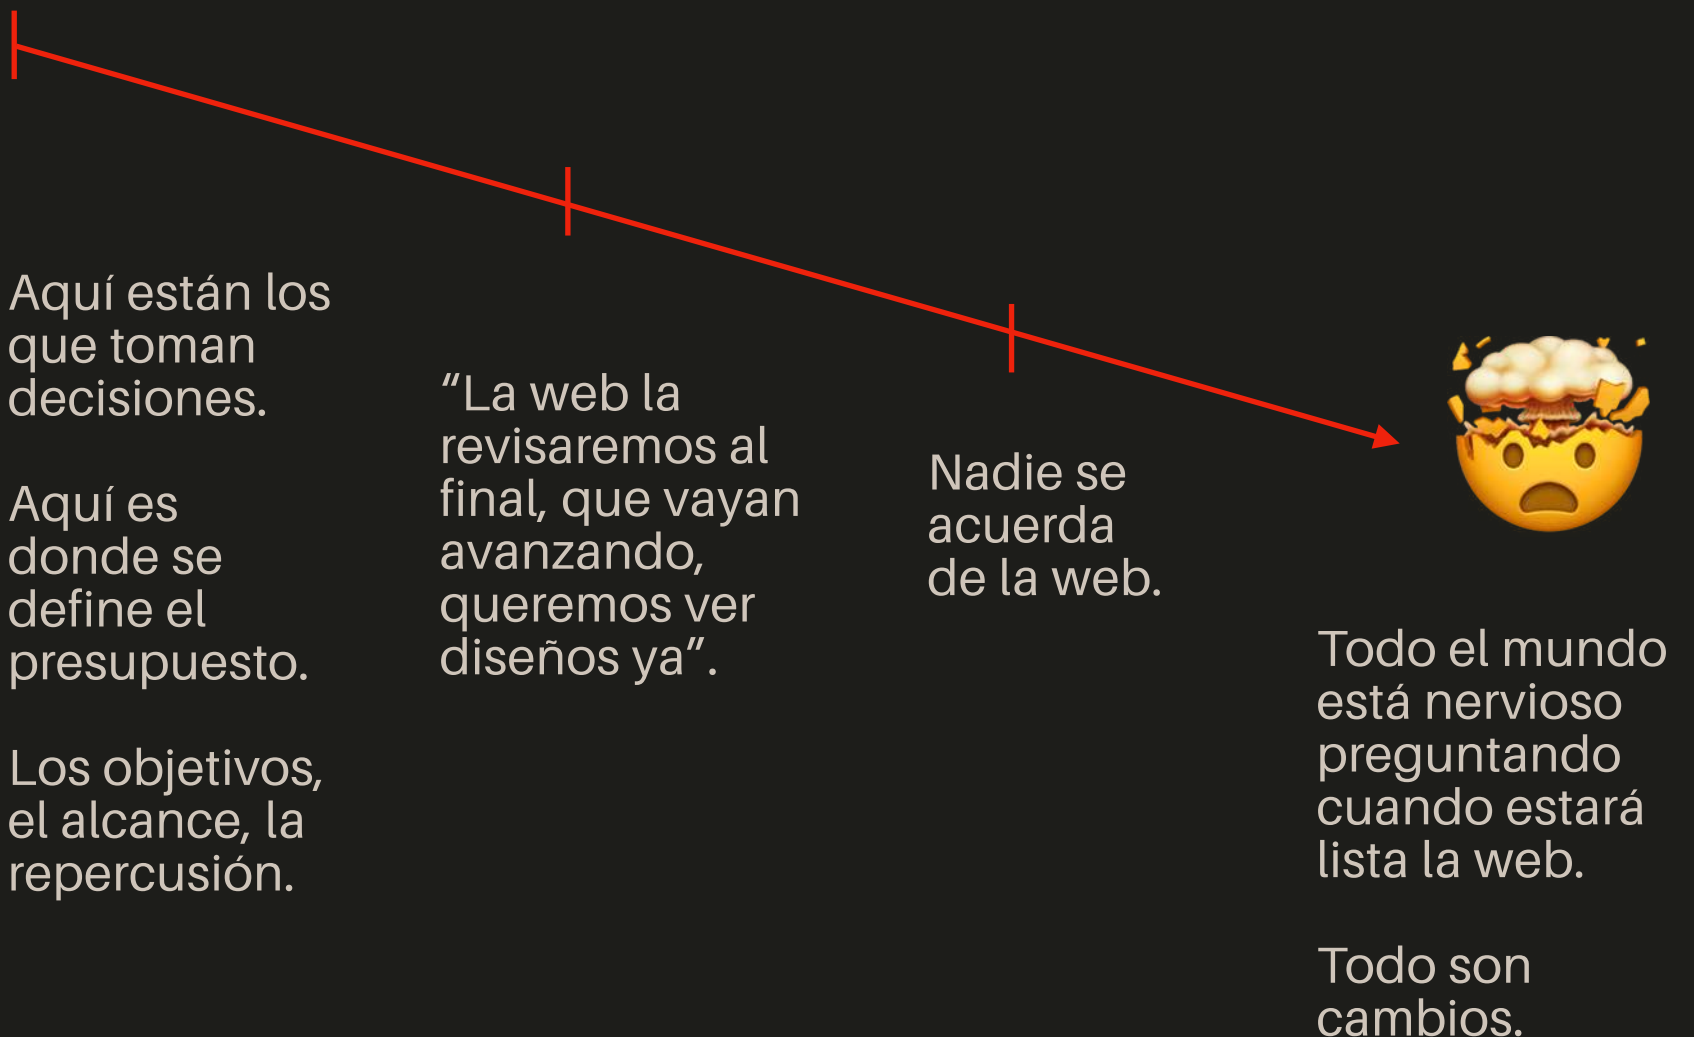 Aquí están los
que toman
decisiones.
Aquí es
donde se
define el
presupuesto.
Los objetivos,
el alcance, la
repercusión.
“La web la
revisaremos al
final, que vayan
avanzando,
queremos ver
diseños ya”.
Nadie se
acuerda
de la web.
Todo el mundo
está nervioso
preguntando
cuando estará
lista la web.
Todo son
cambios.